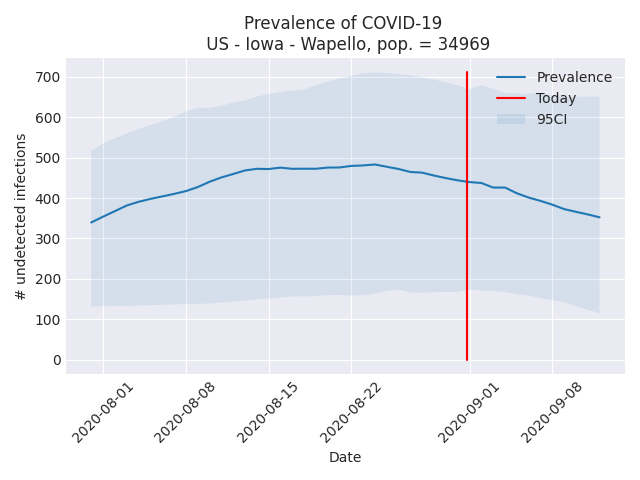 Prevalence of COVID-19
US - Iowa - Wapello, pop. = 34969
Prevalence
Today
95CI
700
600
500
400
300
200
100
0
# undetected infections
2020-08-01
2020-08-08
2020-08-15
2020-08-22
2020-09-01
2020-09-08
Date